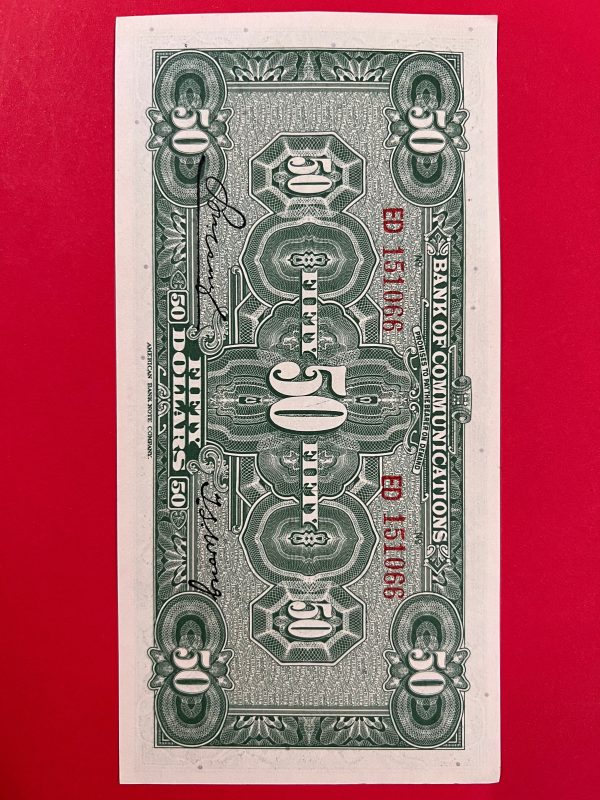 50 50
BANK OF COMMUNICATIONS
PROMISES TO PAY THE BEARER ON DEMAND
ED 151066 ED 151066
50 50
FIFTY 50 FIFTY
T.S. Wong
50 FIFTY DOLLARS 50
50 50
AMERICAN BANK NOTE COMPANY.